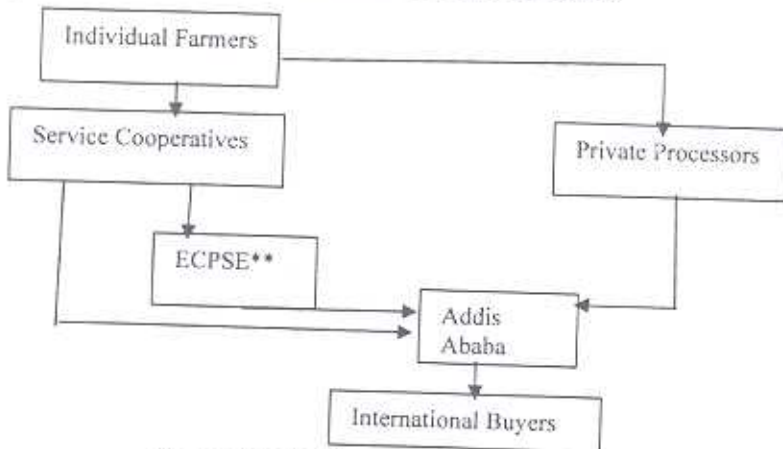 Individual Farmers
Service Cooperatives
Private Processors
ECPSE**
Addis
Ababa
International Buyers